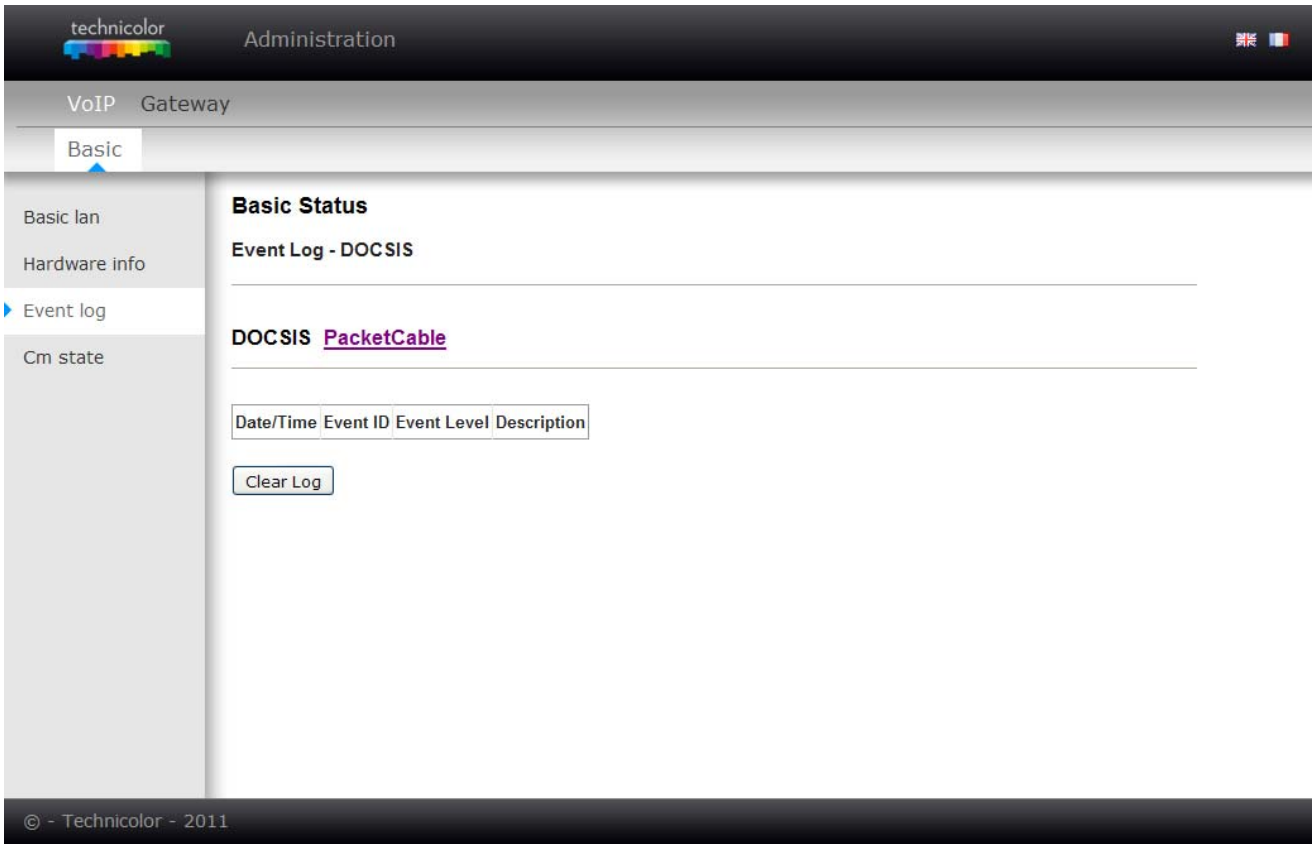 technicolor
Administration
VoIP Gateway
Basic
Basic lan
Hardware info
Event log
Cm state
Basic Status
Event Log - DOCSIS
DOCSIS PacketCable
Date/Time Event ID Event Level Description
Clear Log
© - Technicolor - 2011